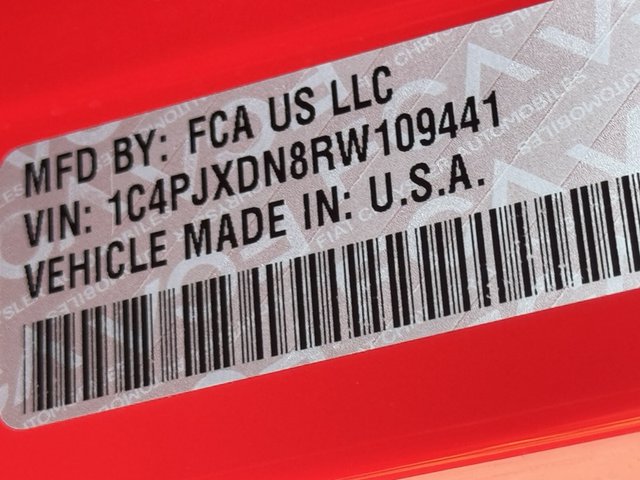 MFD BY: FCA US LLC
VIN: 1C4PJXDN8RW109441
VEHICLE MADE IN: U.S.A.